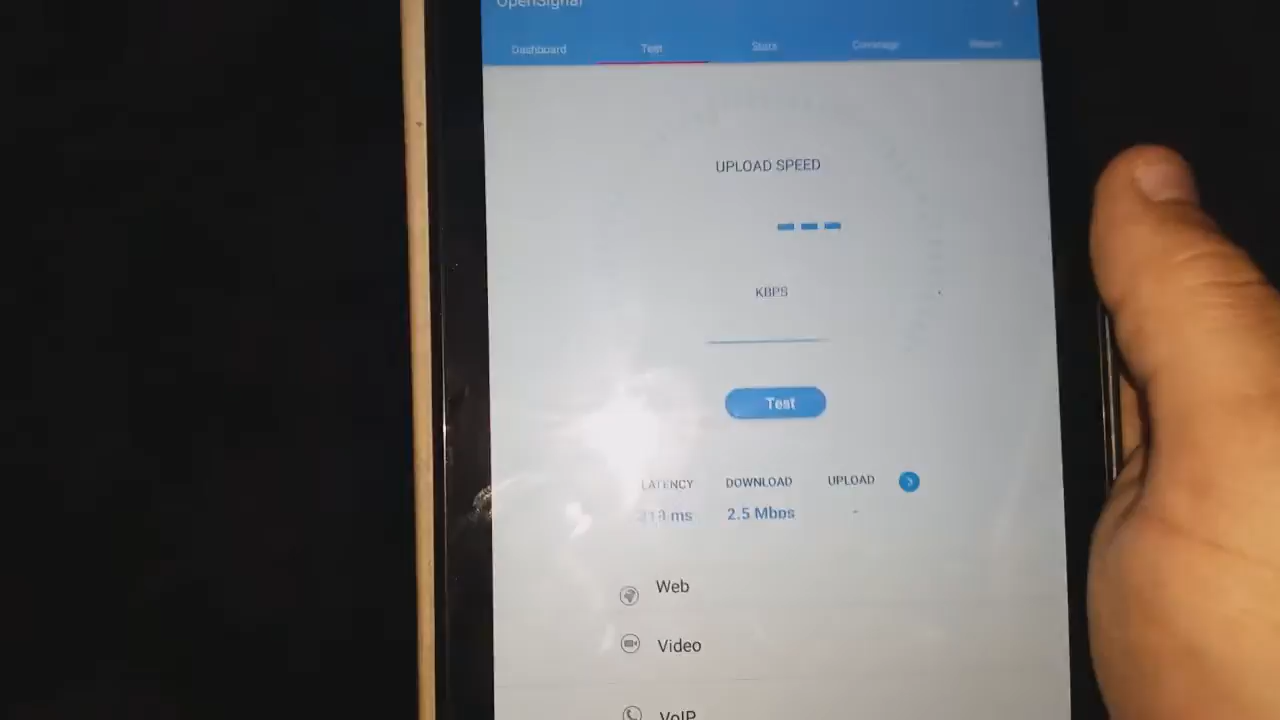 OpenSignal
Dashboard Test Stats Coverage
UPLOAD SPEED
KBPS
Test
LATENCY DOWNLOAD UPLOAD
ms 2.5 Mbps -
Web
Video
VoIP